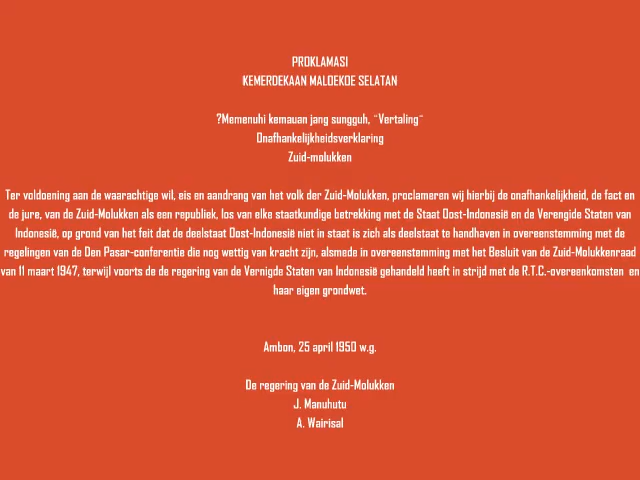 PROKLAMASI
KEMERDEKAAN MALOEKOE SELATAN
?Memenuhi kemauan jang sungguh, "Vertaling"
Onafhankelijkheidsverklaring
Zuid-molukken
Ter voldoening aan de waarachtige wil, eis en aandrang van het volk der Zuid-Molukken, proclameren wij hierbij de onafhankelijkheid, de fact en
de jure, van de Zuid-Molukken als een republiek, los van elke staatkundige betrekking met de Staat Oost-Indonesië en de Verengide Staten van
Indonesië, op grond van het feit dat de deelstaat Oost-Indonesië niet in staat is zich als deelstaat te handhaven in overeenstemming met de
regelingen van de Den Pasar-conferentie die nog wettig van kracht zijn, alsmede in overeenstemming met het Besluit van de Zuid-Molukkenraad
van 11 maart 1947, terwijl voorts de de regering van de Vernigde Staten van Indonesië gehandeld heeft in strijd met de R.T.C.-overeenkomsten en
haar eigen grondwet.
Ambon, 25 april 1950 w.g.
De regering van de Zuid-Molukken
J. Manuhutu
A. Wairisal